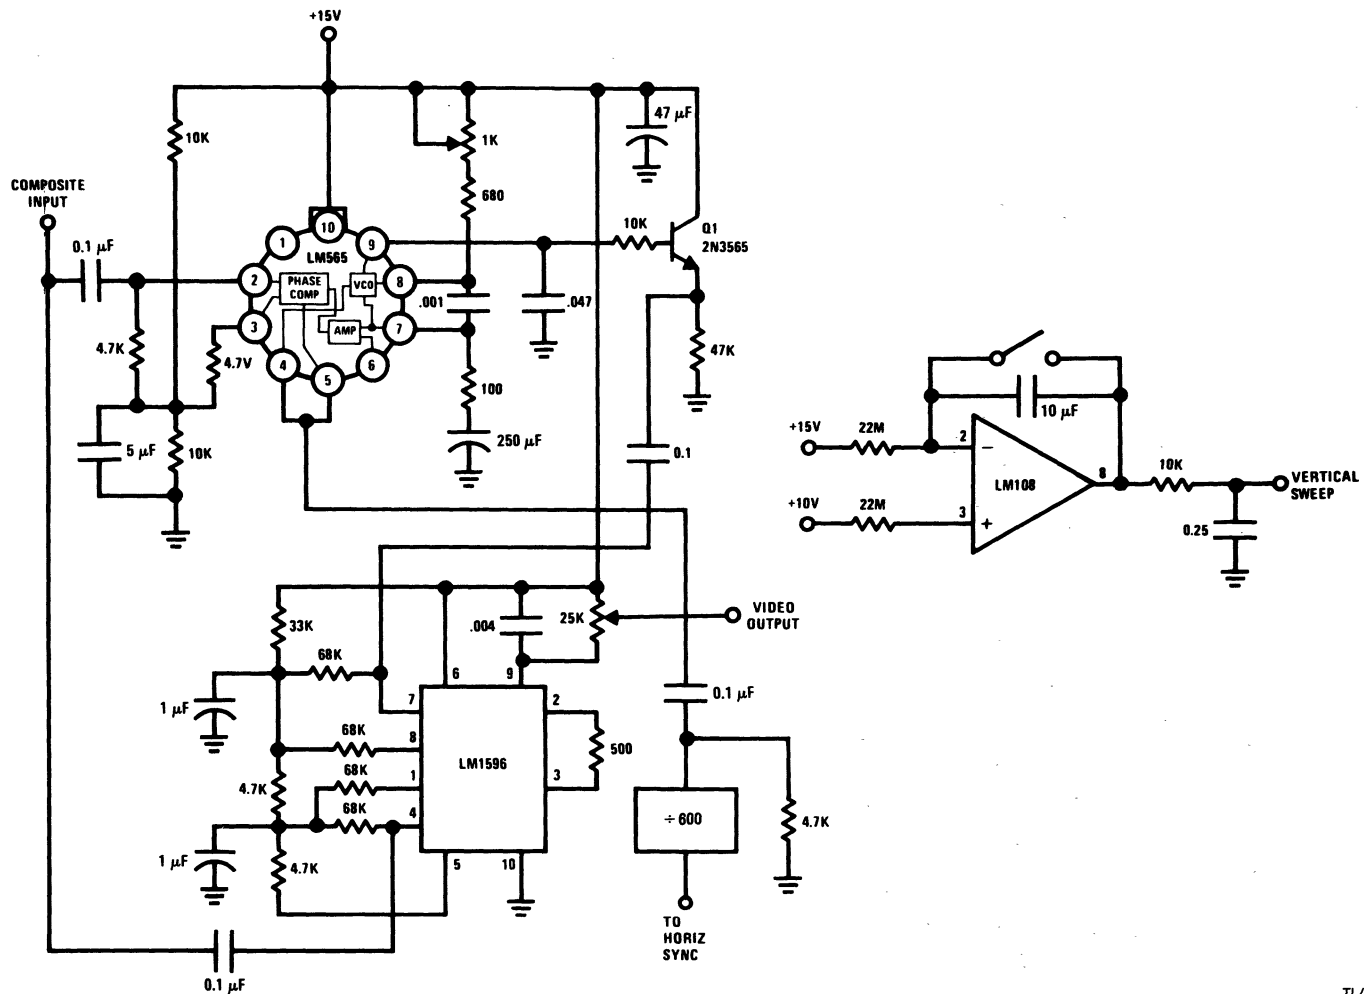 +15V
10K
1K
47 µF
COMPOSITE
INPUT
680
10K
Q1
2N3565
0.1 µF
10
1
9
LM565
2
PHASE
COMP
VCO
8
.001
.047
3
AMP
7
4.7K
4.7V
4
5
6
100
47K
5 µF
10K
250 µF
0.1
10 µF
+15V
22M
2
−
8
10K
VERTICAL
SWEEP
LM108
+10V
22M
3
+
0.25
33K
.004
25K
VIDEO
OUTPUT
68K
6
9
1 µF
7
2
0.1 µF
68K
8
LM1596
500
68K
1
3
4.7K
68K
4
÷600
4.7K
1 µF
4.7K
5
10
TO
HORIZ
SYNC
0.1 µF